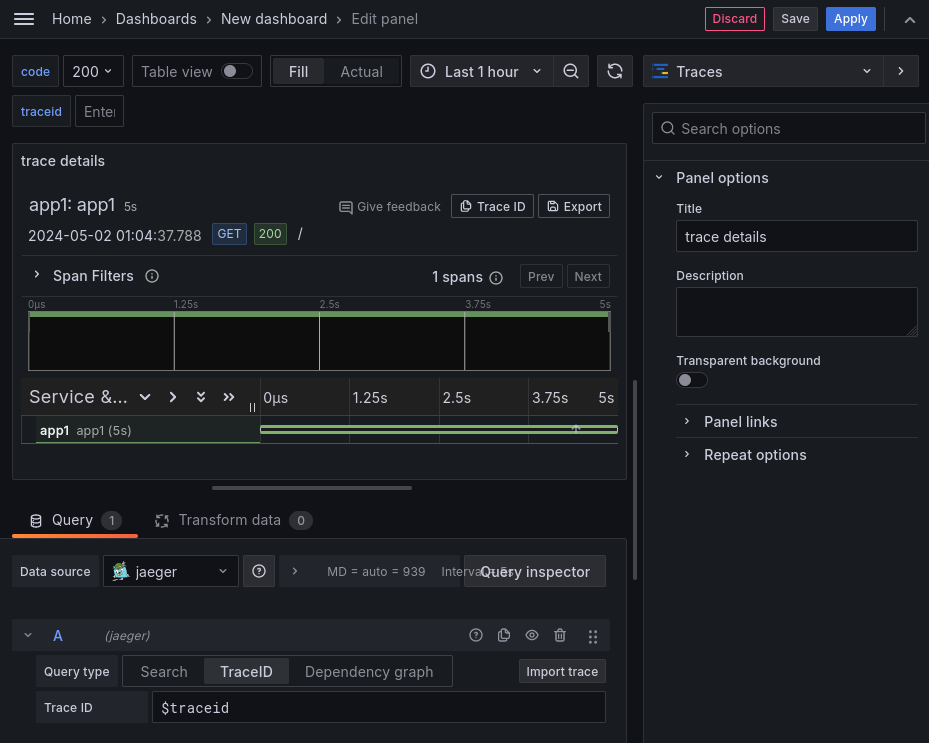 Home › Dashboards › New dashboard › Edit panel
Discard Save Apply
code 200 Table view Fill Actual Last 1 hour
Traces
traceid Enter
Search options
trace details
Panel options
app1: app1 5s
Give feedback Trace ID Export
2024-05-02 01:04:37.788 GET 200 /
Title
trace details
Span Filters 1 spans Prev Next
Description
0μs 1.25s 2.5s 3.75s 5s
Transparent background
Service &... 0μs 1.25s 2.5s 3.75s 5s
app1 app1 (5s)
Panel links
Repeat options
Query 1 Transform data 0
Data source jaeger MD = auto = 939 Interval = 5s Query inspector
A (jaeger)
Query type Search TraceID Dependency graph Import trace
Trace ID $traceid